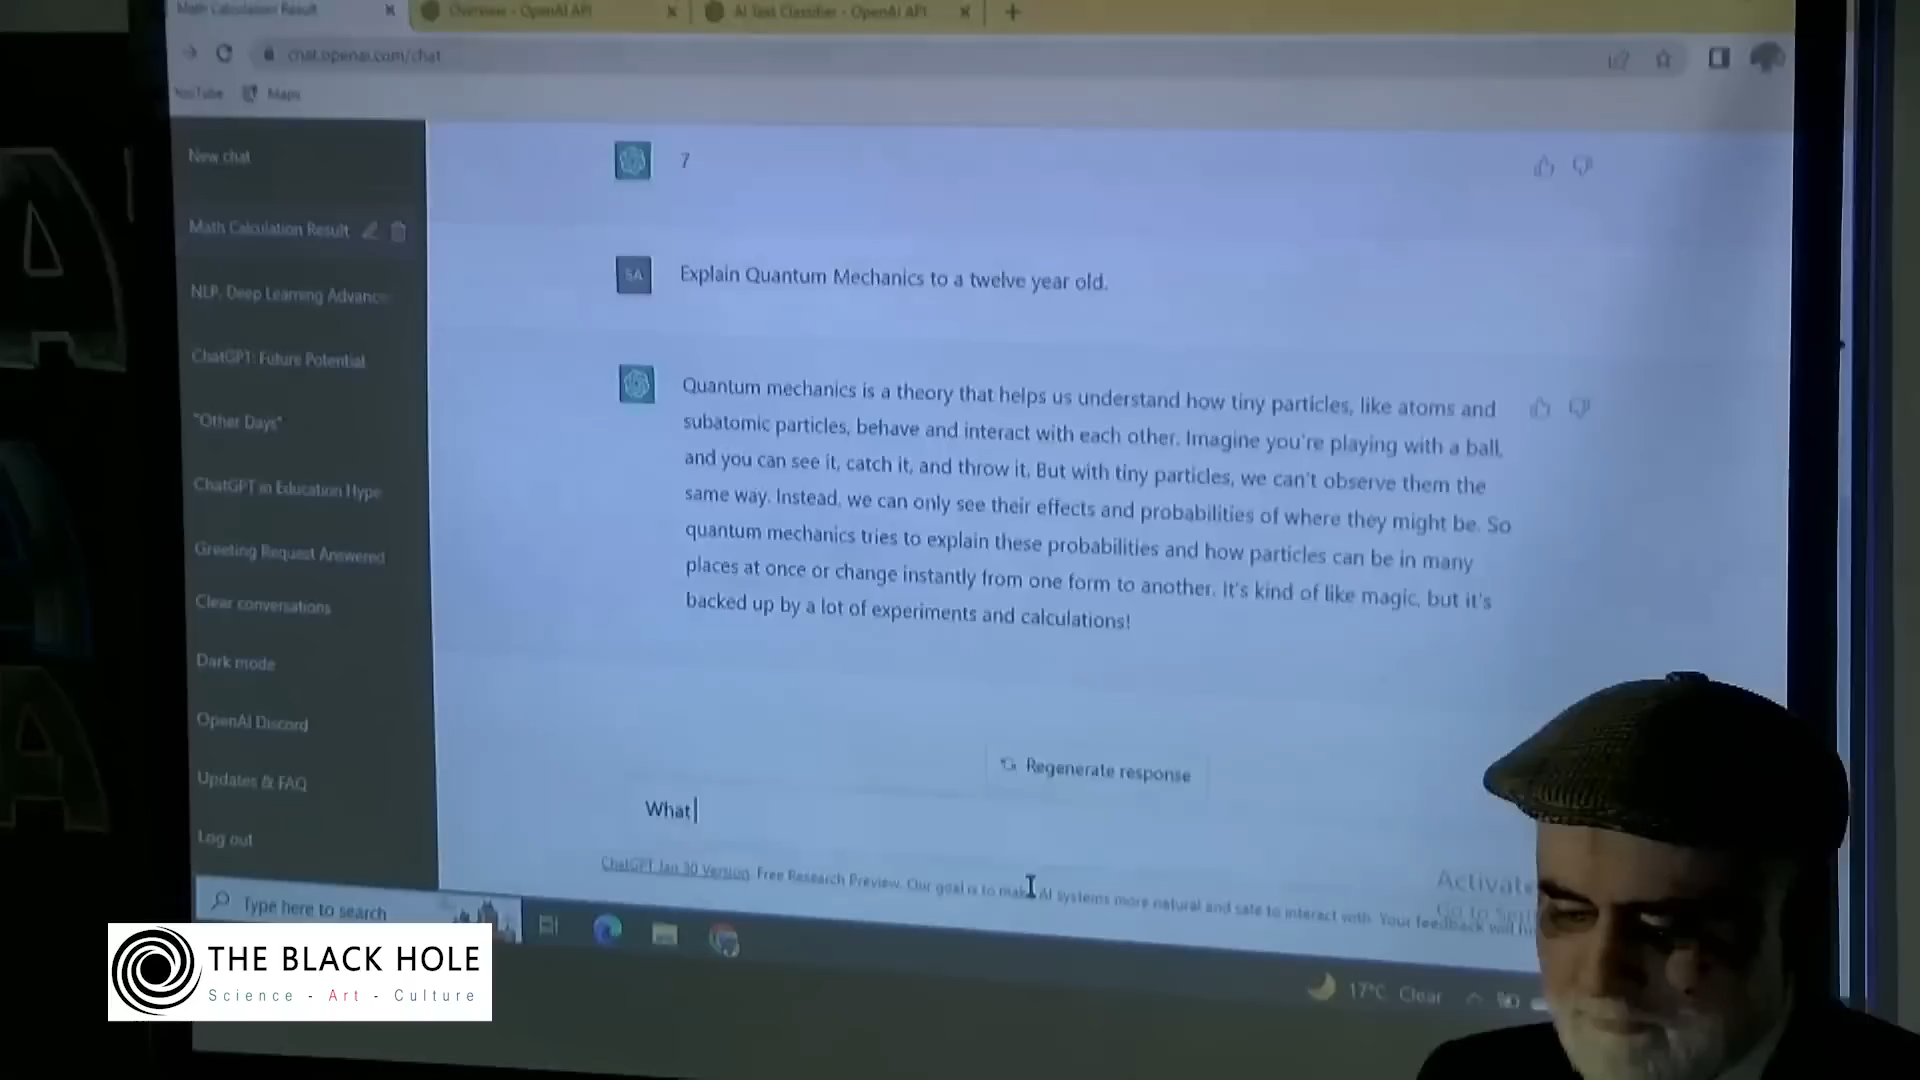 Math Calculation Result
Overview - OpenAI API
AI Text Classifier - OpenAI API
chat.openai.com/chat
YouTube
Maps
New chat
Math Calculation Result
NLP, Deep Learning Advance
ChatGPT: Future Potential
"Other Days"
ChatGPT in Education Hype
Greeting Request Answered
Clear conversations
Dark mode
OpenAI Discord
Updates & FAQ
Log out
7
SA
Explain Quantum Mechanics to a twelve year old.
Quantum mechanics is a theory that helps us understand how tiny particles, like atoms and
subatomic particles, behave and interact with each other. Imagine you're playing with a ball,
and you can see it, catch it, and throw it. But with tiny particles, we can't observe them the
same way. Instead, we can only see their effects and probabilities of where they might be. So
quantum mechanics tries to explain these probabilities and how particles can be in many
places at once or change instantly from one form to another. It's kind of like magic, but it's
backed up by a lot of experiments and calculations!
Regenerate response
What
ChatGPT Jan 30 Version. Free Research Preview. Our goal is to make AI systems more natural and safe to interact with. Your feedback will
Activate
Go to
Type here to search
17°C Clear
THE BLACK HOLE
Science - Art - Culture